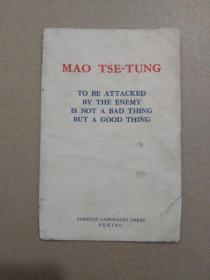 MAO TSE-TUNG
TO BE ATTACKED
BY THE ENEMY
IS NOT A BAD THING
BUT A GOOD THING
FOREIGN LANGUAGES PRESS
PEKING